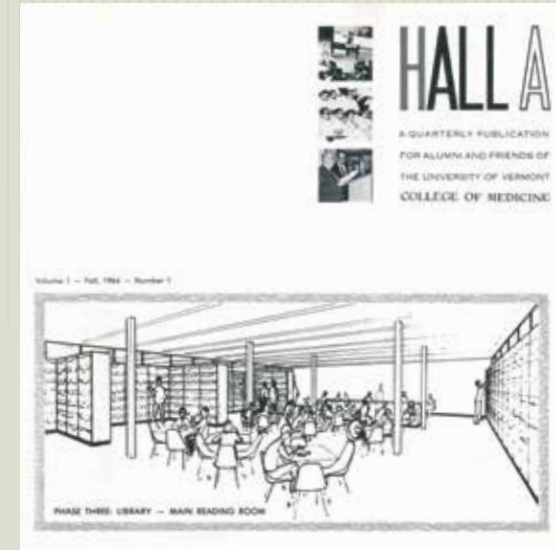 HALL A
A QUARTERLY PUBLICATION
FOR ALUMNI AND FRIENDS OF
THE UNIVERSITY OF VERMONT
COLLEGE OF MEDICINE
Volume 1 — Fall, 1964 — Number 1
PHASE THREE: LIBRARY — MAIN READING ROOM